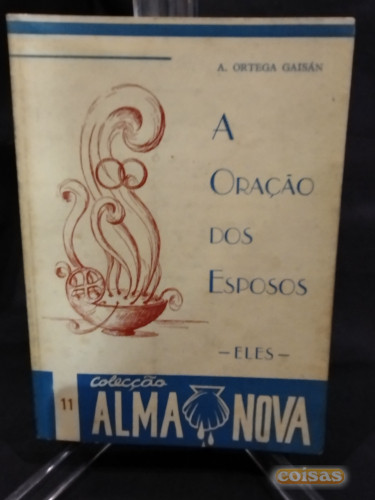 A. ORTEGA GAISÁN
A
ORAÇÃO
DOS
ESPOSOS
— ELES —
colecção
11 ALMA NOVA
coisas